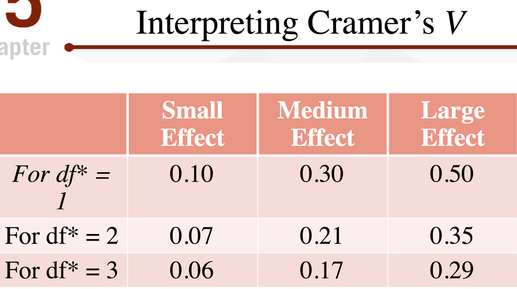 5
apter
Interpreting Cramer's V
Small Effect Medium Effect Large Effect
For df* = 1 0.10 0.30 0.50
For df* = 2 0.07 0.21 0.35
For df* = 3 0.06 0.17 0.29